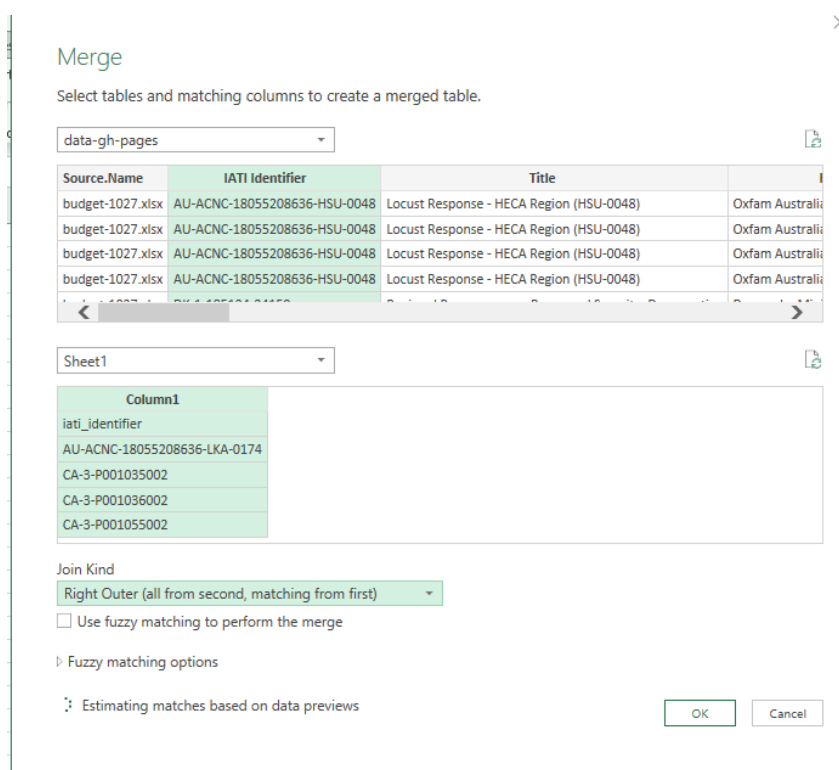 Merge
Select tables and matching columns to create a merged table.
data-gh-pages
Source.Name IATI Identifier Title
budget-1027.xlsx AU-ACNC-18055208636-HSU-0048 Locust Response - HECA Region (HSU-0048) Oxfam Australia
budget-1027.xlsx AU-ACNC-18055208636-HSU-0048 Locust Response - HECA Region (HSU-0048) Oxfam Australia
budget-1027.xlsx AU-ACNC-18055208636-HSU-0048 Locust Response - HECA Region (HSU-0048) Oxfam Australia
budget-1027.xlsx AU-ACNC-18055208636-HSU-0048 Locust Response - HECA Region (HSU-0048) Oxfam Australia
Sheet1
Column1
iati_identifier
AU-ACNC-18055208636-LKA-0174
CA-3-P001035002
CA-3-P001036002
CA-3-P001055002
Join Kind
Right Outer (all from second, matching from first)
Use fuzzy matching to perform the merge
Fuzzy matching options
Estimating matches based on data previews
OK Cancel